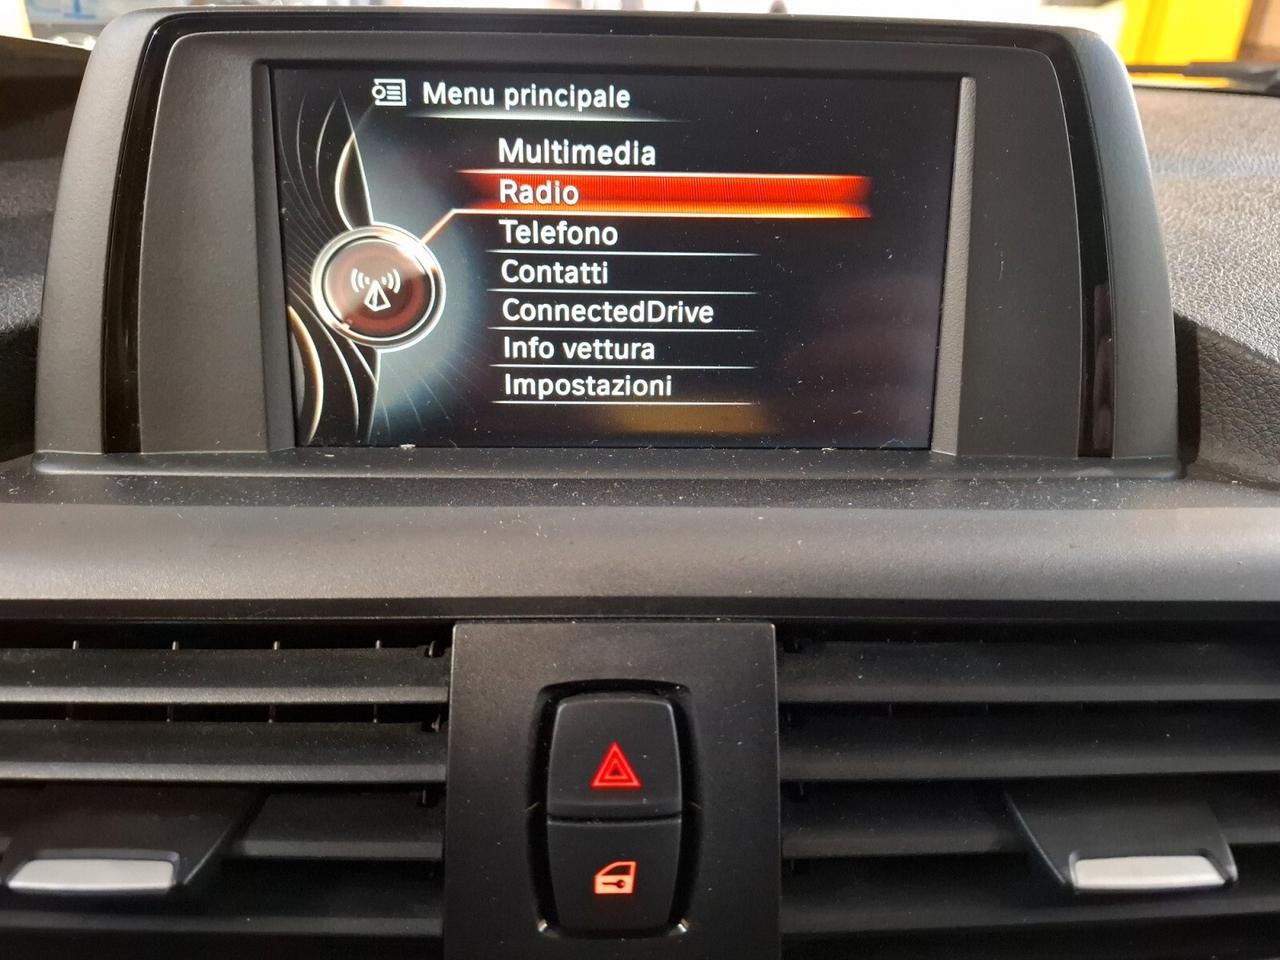 Menu principale
Multimedia
Radio
Telefono
Contatti
ConnectedDrive
Info vettura
Impostazioni